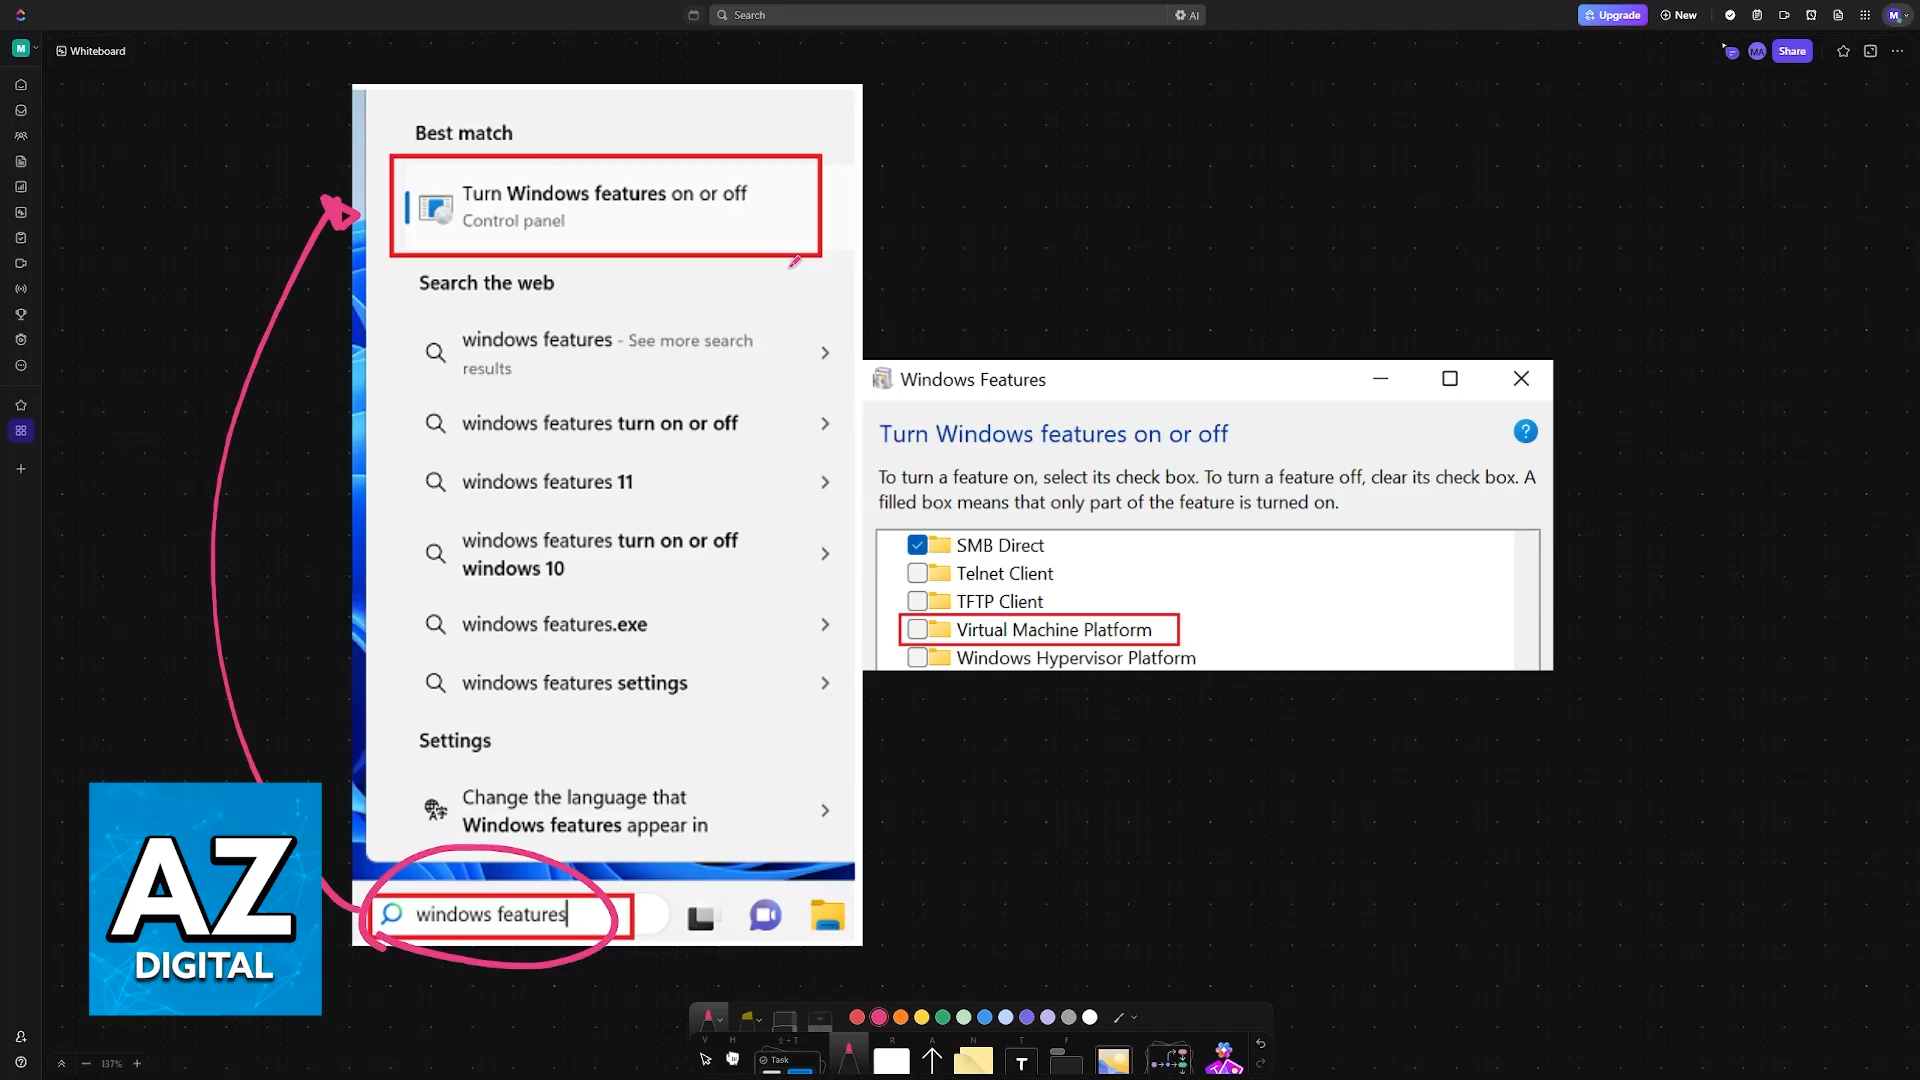 Search
AI
Upgrade
New
M
M
Whiteboard
MA
Share
Best match
Turn Windows features on or off
Control panel
Search the web
windows features - See more search
results
windows features turn on or off
windows features 11
windows features turn on or off
windows 10
windows features.exe
windows features settings
Settings
Change the language that
Windows features appear in
windows features
Windows Features
Turn Windows features on or off
?
To turn a feature on, select its check box. To turn a feature off, clear its check box. A
filled box means that only part of the feature is turned on.
SMB Direct
Telnet Client
TFTP Client
Virtual Machine Platform
Windows Hypervisor Platform
AZ
DIGITAL
V
H
⇧ + T
R
A
N
T
F
Task
T
137%